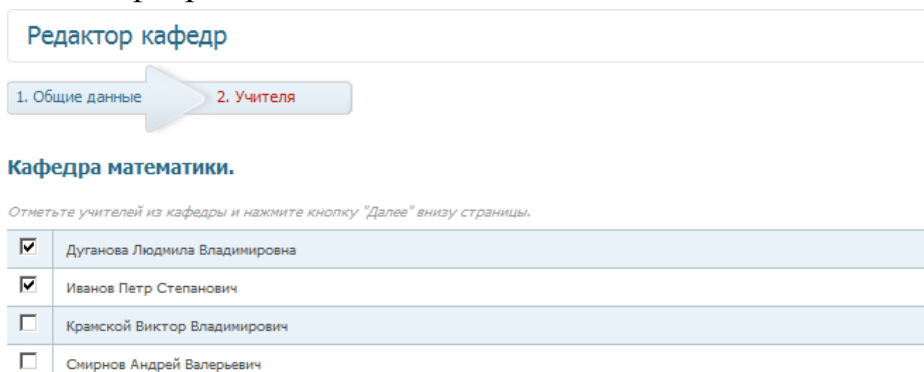 Редактор кафедр
1. Общие данные 2. Учителя
Кафедра математики.
Отметьте учителей из кафедры и нажмите кнопку "Далее" внизу страницы.
Дуганова Людмила Владимировна
Иванов Петр Степанович
Крамской Виктор Владимирович
Смирнов Андрей Валерьевич